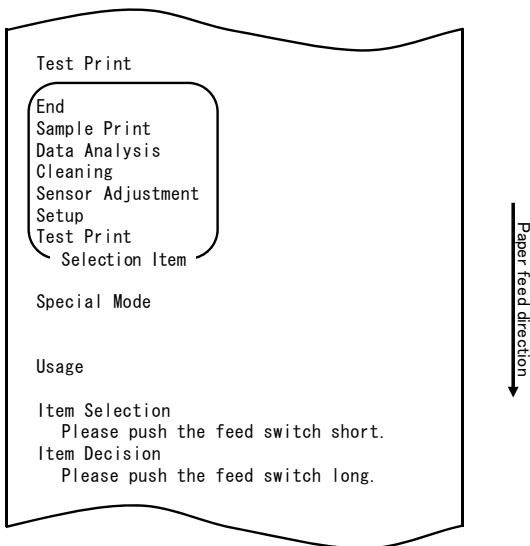 Test Print
End
Sample Print
Data Analysis
Cleaning
Sensor Adjustment
Setup
Test Print
Selection Item
Special Mode
Usage
Item Selection
Please push the feed switch short.
Item Decision
Please push the feed switch long.
Paper feed direction